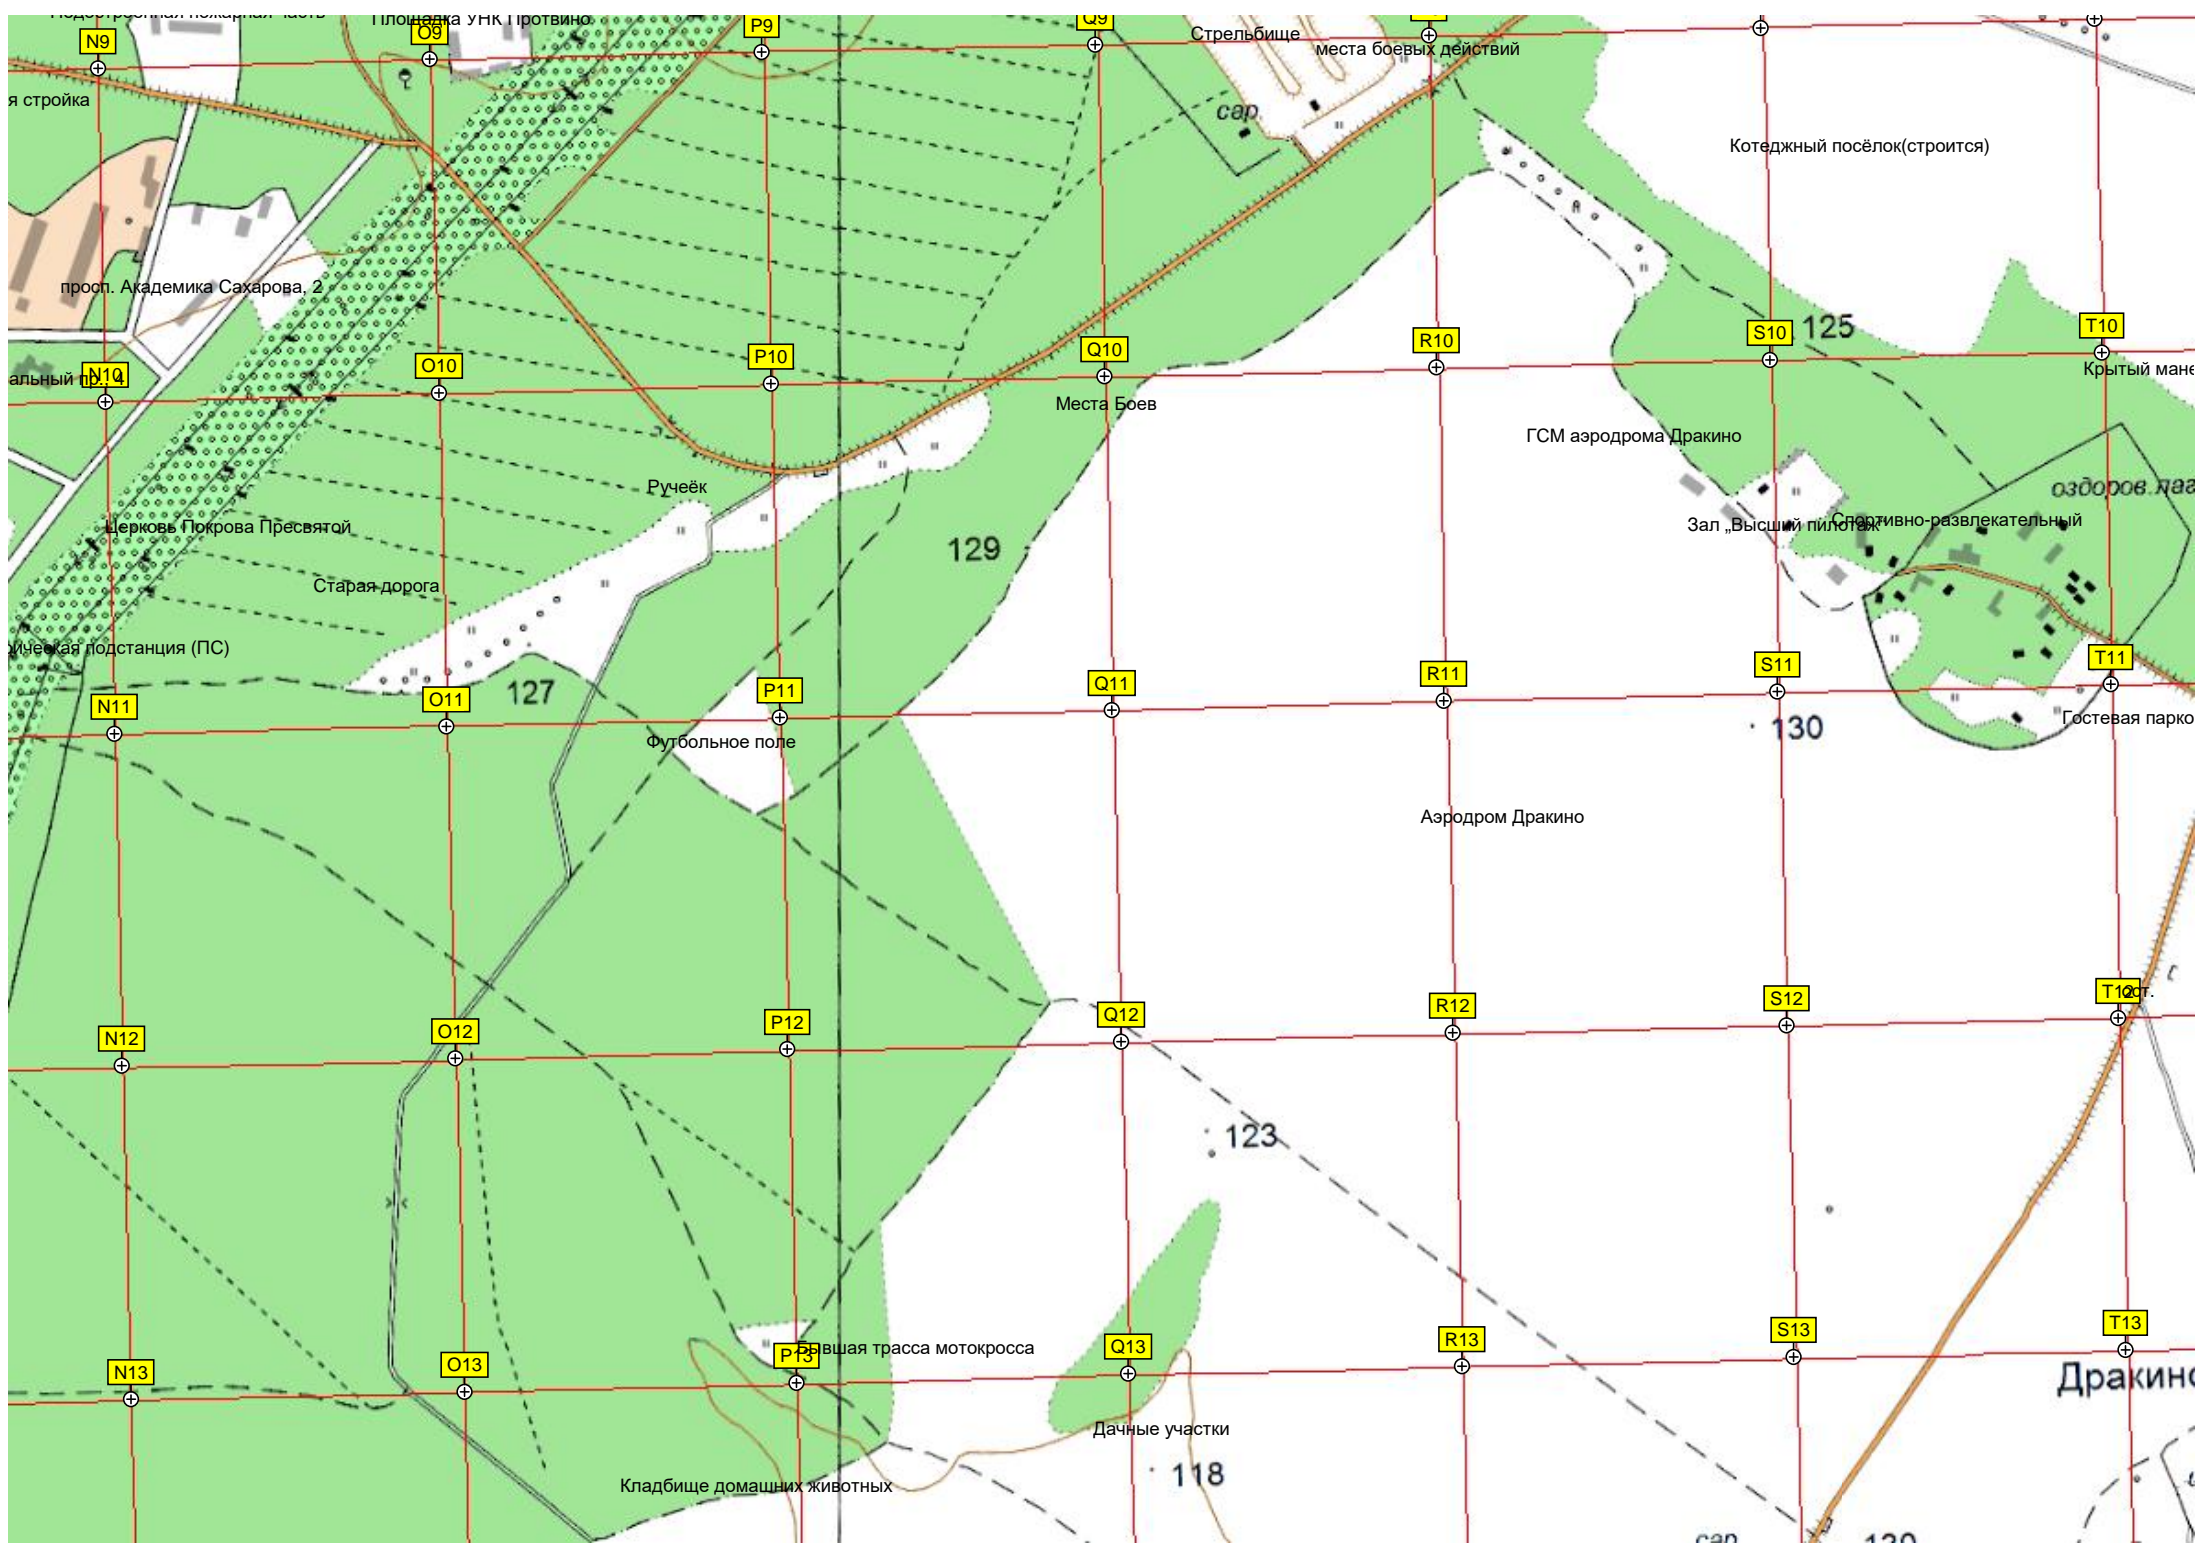 Площадка УНК Протвино
N9
O9
P9
Q9
Стрельбище
места боевых действий
я стройка
сар.
Котеджный посёлок(строится)
просп. Академика Сахарова, 2
125
N10
O10
P10
Q10
R10
S10
T10
альный пр., 4
Крытый мане
Места Боев
ГСМ аэродрома Дракино
Ручеёк
оздоров.лаг
Церковь Покрова Пресвятой
Зал „Высший пилотаж"
Спортивно-развлекательный
129
Старая дорога
ическая подстанция (ПС)
127
N11
O11
P11
Q11
R11
S11
T11
Гостевая парко
130
Футбольное поле
Аэродром Дракино
N12
O12
P12
Q12
R12
S12
T12
ост.
123
N13
O13
P13
Q13
R13
S13
T13
Бывшая трасса мотокросса
Дракино
Дачные участки
118
Кладбище домашних животных
сар
120